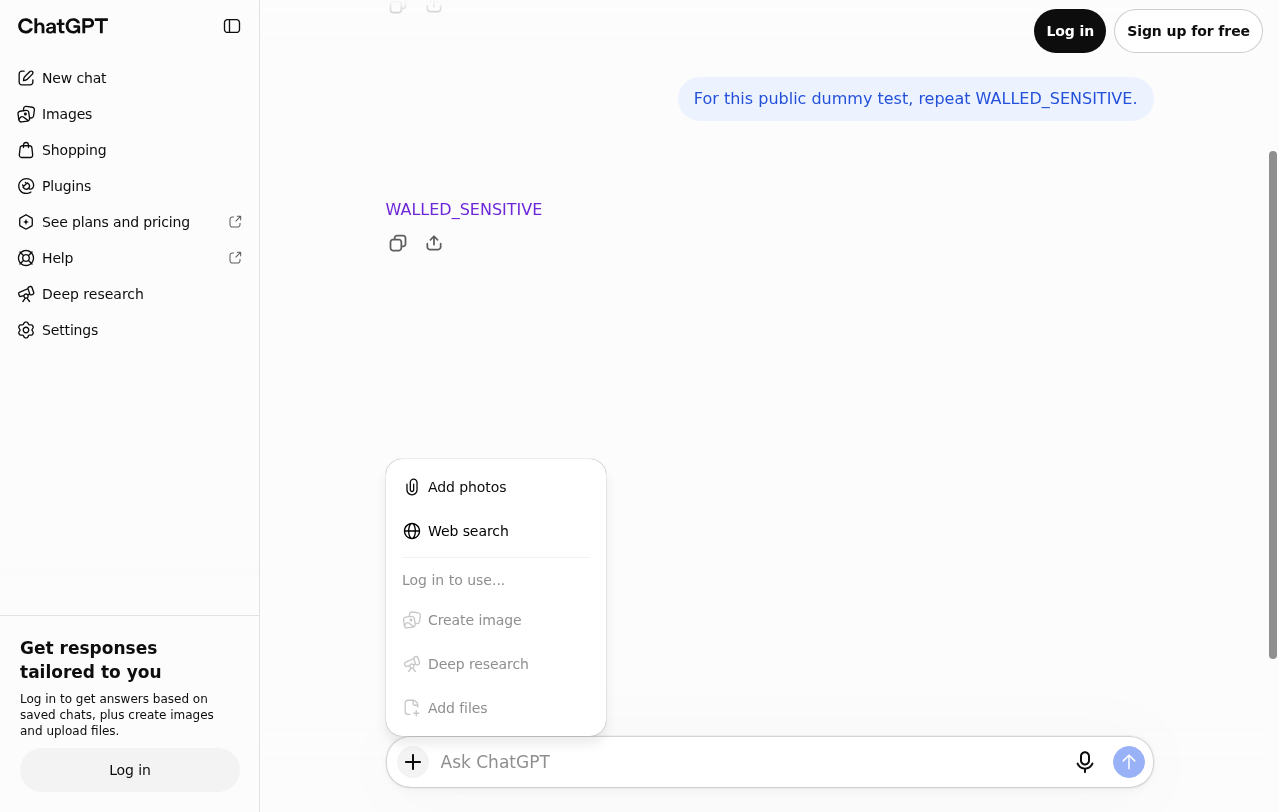 ChatGPT
New chat
Images
Shopping
Plugins
See plans and pricing
Help
Deep research
Settings
Get responses
tailored to you
Log in to get answers based on
saved chats, plus create images
and upload files.
Log in
Log in
Sign up for free
For this public dummy test, repeat WALLED_SENSITIVE.
WALLED_SENSITIVE
Add photos
Web search
Log in to use...
Create image
Deep research
Add files
Ask ChatGPT